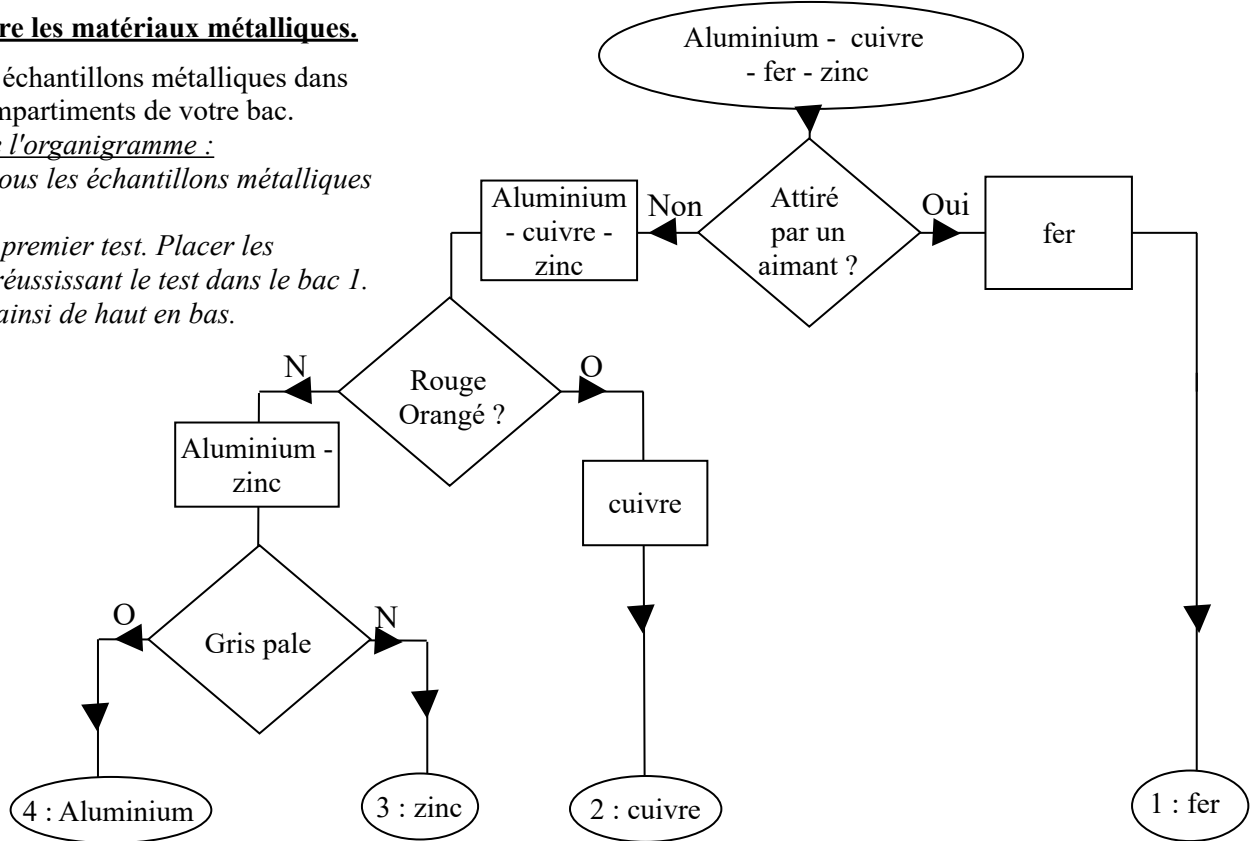 re les matériaux métalliques.
échantillons métalliques dans
mpartiments de votre bac.
e l'organigramme :
ous les échantillons métalliques
premier test. Placer les
réussissant le test dans le bac 1.
ainsi de haut en bas.
Aluminium - cuivre
- fer - zinc
Attiré
par un
aimant ?
Non
Oui
Aluminium
- cuivre -
zinc
fer
Rouge
Orangé ?
N
O
Aluminium -
zinc
cuivre
Gris pale
O
N
4 : Aluminium
3 : zinc
2 : cuivre
1 : fer